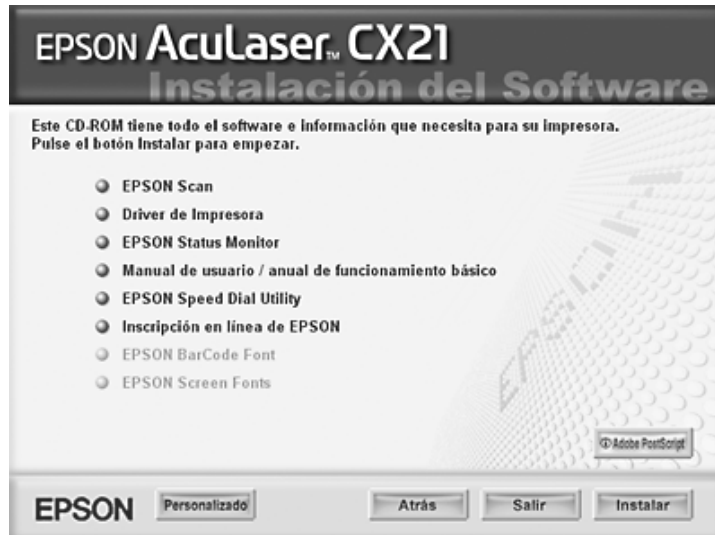 EPSON AcuLaser™ CX21
Instalación del Software
Este CD-ROM tiene todo el software e información que necesita para su impresora.
Pulse el botón Instalar para empezar.
EPSON Scan
Driver de Impresora
EPSON Status Monitor
Manual de usuario / anual de funcionamiento básico
EPSON Speed Dial Utility
Inscripción en línea de EPSON
EPSON BarCode Font
EPSON Screen Fonts
EPSON
Adobe PostScript
EPSON
Personalizado
Atrás
Salir
Instalar